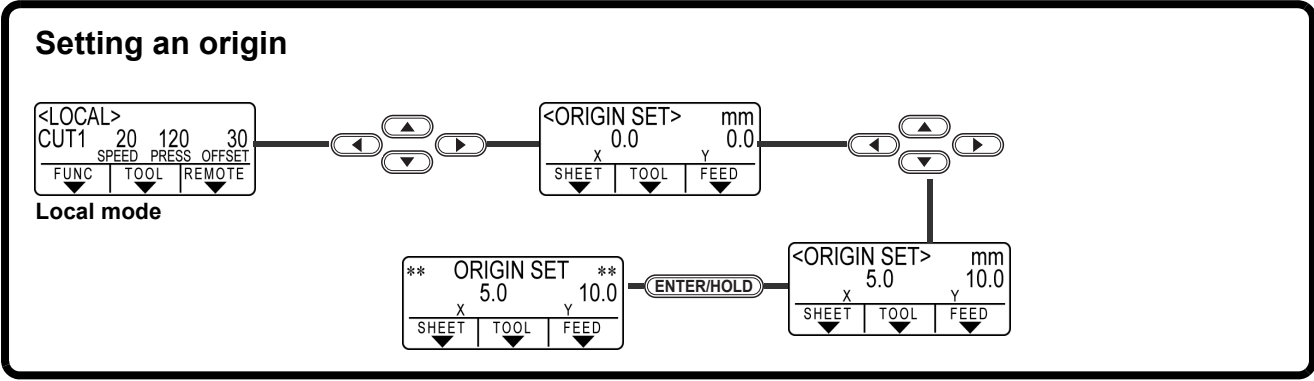 Setting an origin
<LOCAL>
CUT1 20 120 30
SPEED PRESS OFFSET
FUNC TOOL REMOTE
Local mode
<ORIGIN SET> mm
0.0 0.0
X Y
SHEET TOOL FEED
<ORIGIN SET> mm
5.0 10.0
X Y
SHEET TOOL FEED
ENTER/HOLD
** ORIGIN SET **
5.0 10.0
X Y
SHEET TOOL FEED